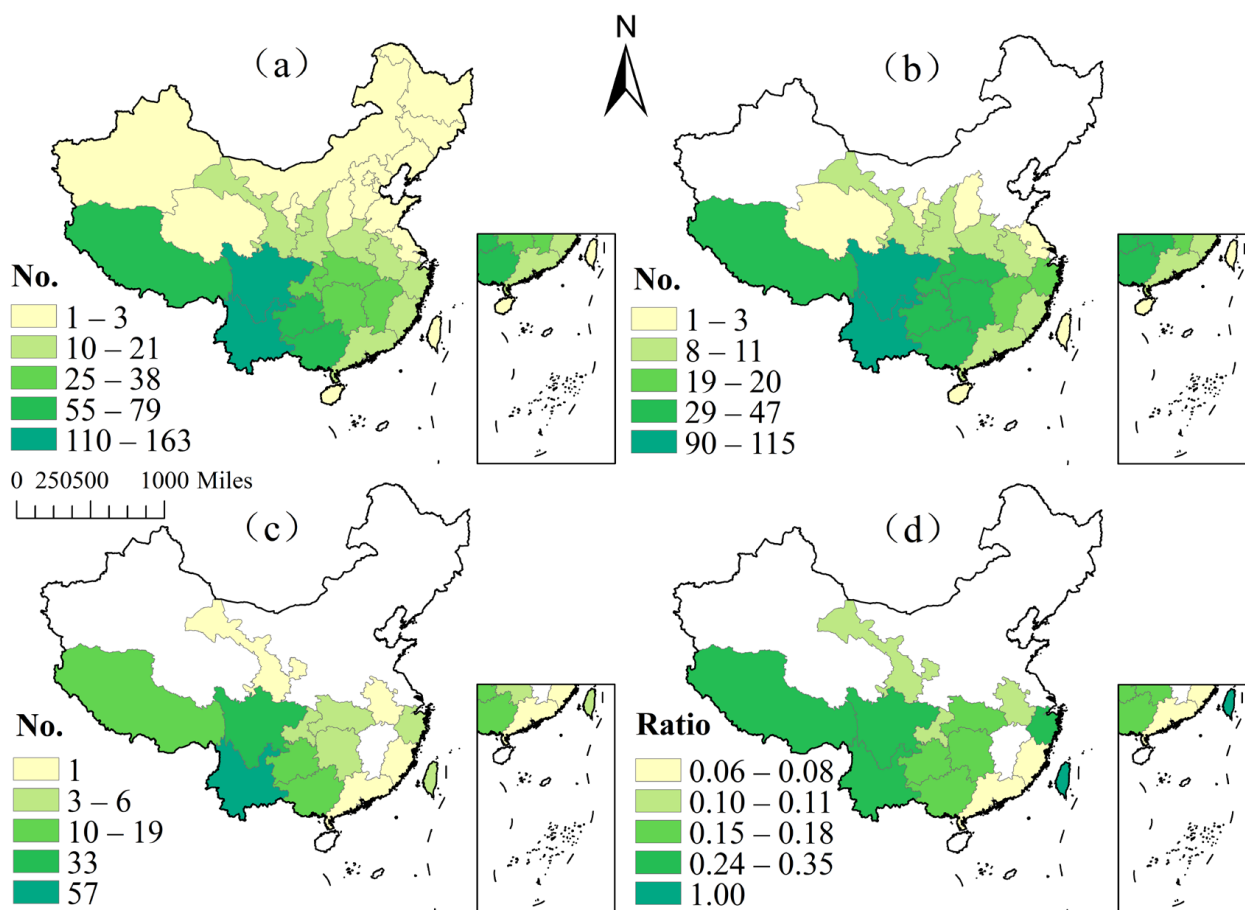 N
(a)
No.
1 – 3
10 – 21
25 – 38
55 – 79
110 – 163
0 250500 1000 Miles
(b)
No.
1 – 3
8 – 11
19 – 20
29 – 47
90 – 115
(c)
No.
1
3 – 6
10 – 19
33
57
(d)
Ratio
0.06 – 0.08
0.10 – 0.11
0.15 – 0.18
0.24 – 0.35
1.00